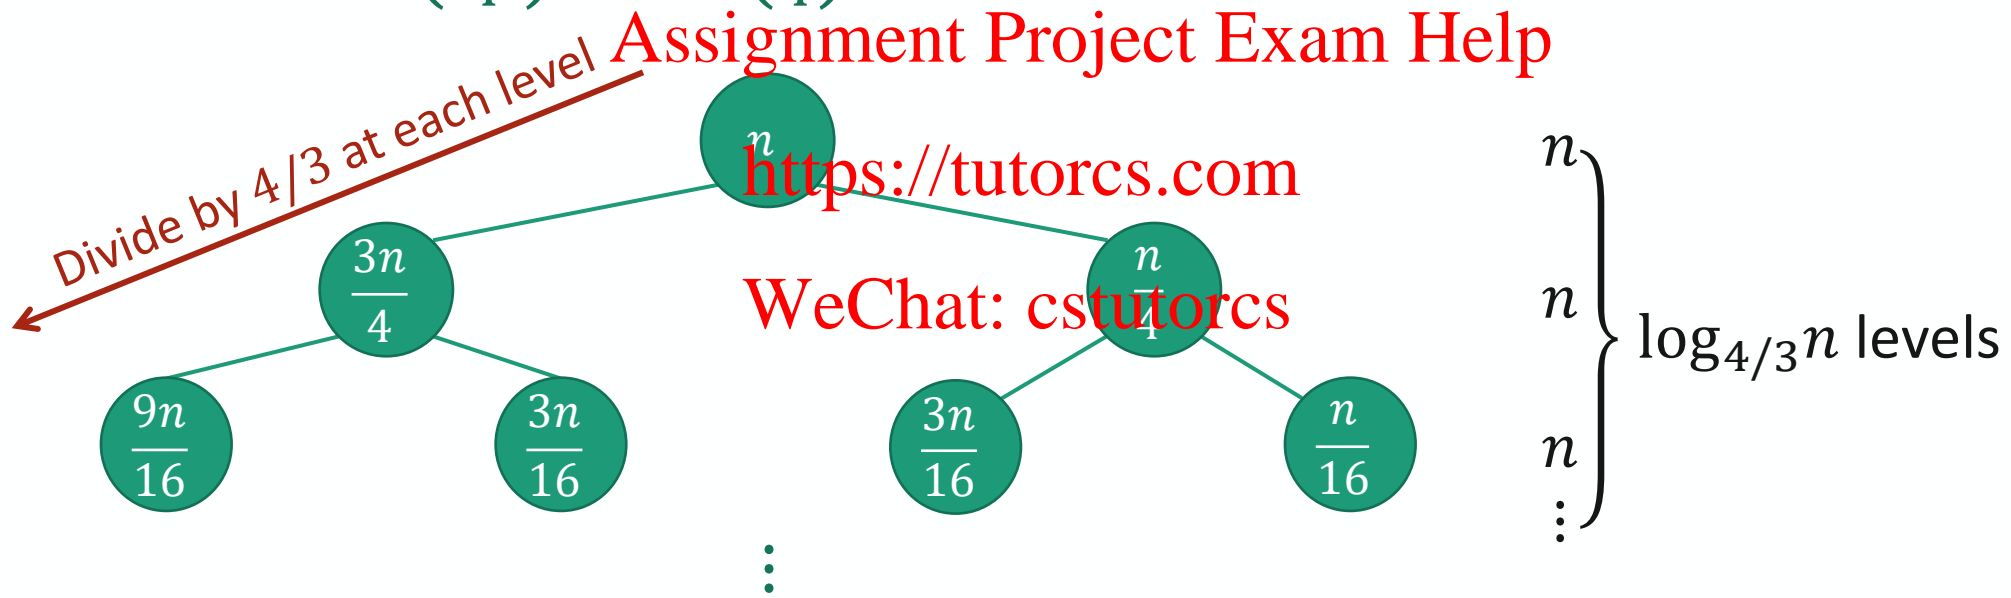 Assignment Project Exam Help
Divide by 4/3 at each level
n
https://tutorcs.com
n
3n/4
n/4
WeChat: cstutorcs
n
log_{4/3} n levels
9n/16
3n/16
3n/16
n/16
n
⋮
⋮